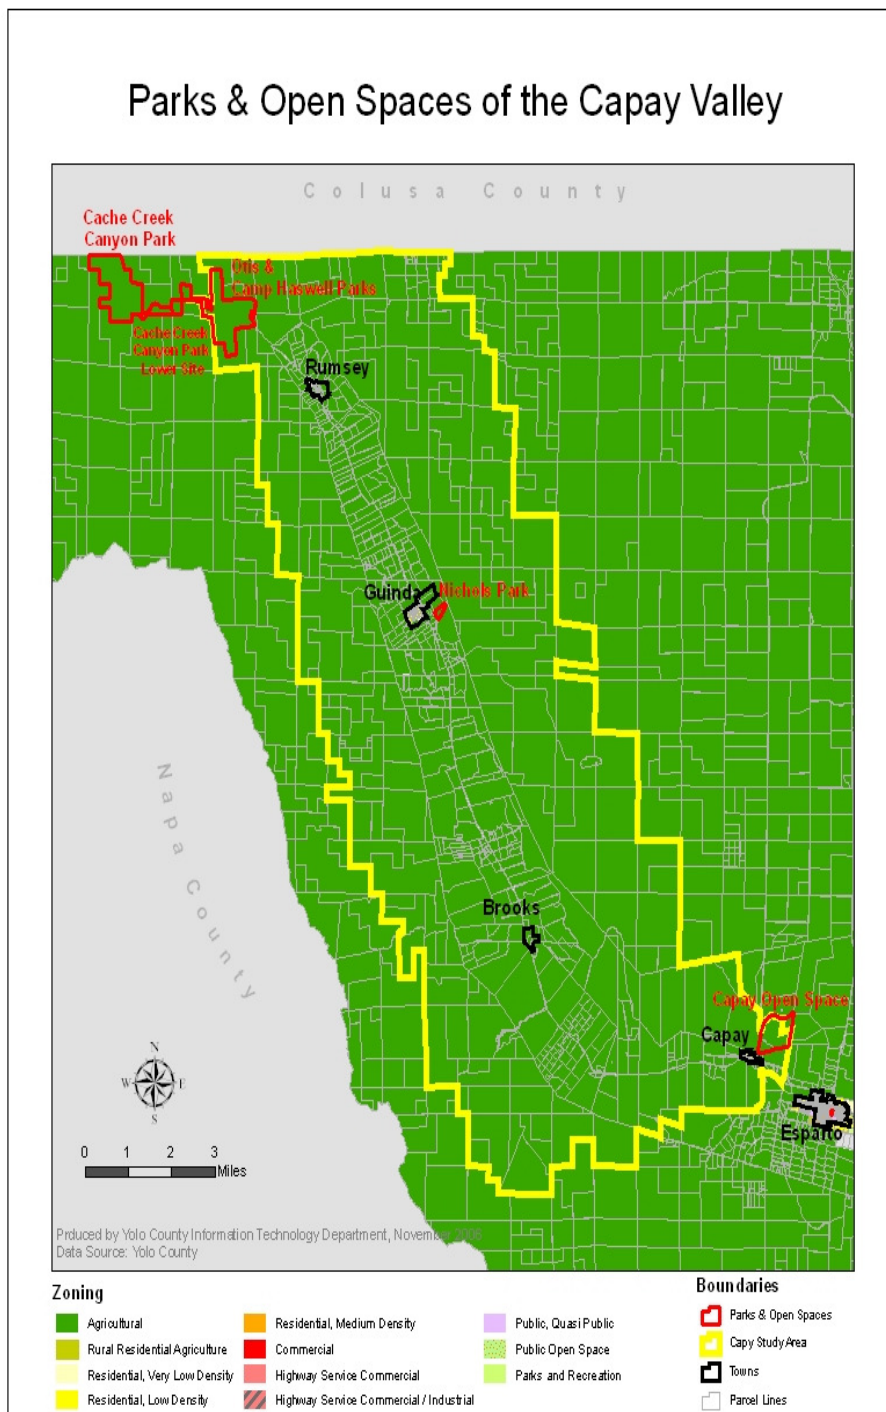 Parks & Open Spaces of the Capay Valley
Colusa County
Cache Creek
Canyon Park
Otis &
Camp Haswell Parks
Cache Creek
Canyon Park
Lower Site
Rumsey
Guinda
Nichols Park
Napa County
Brooks
Capay Open Space
Capay
Esparto
N
W E
S
0 1 2 3
Miles
Prduced by Yolo County Information Technology Department, November 2006
Data Source: Yolo County
Zoning
Agricultural
Rural Residential Agriculture
Residential, Very Low Density
Residential, Low Density
Residential, Medium Density
Commercial
Highway Service Commercial
Highway Service Commercial / Industrial
Public, Quasi Public
Public Open Space
Parks and Recreation
Boundaries
Parks & Open Spaces
Capy Study Area
Towns
Parcel Lines